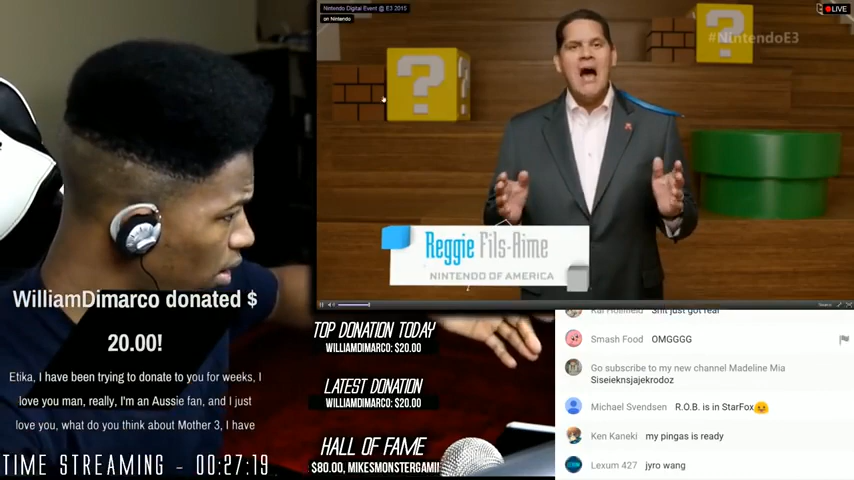 Nintendo Digital Event @ E3 2015
on Nintendo
LIVE
#NintendoE3
?
?
Reggie Fils-Aime
NINTENDO OF AMERICA
WilliamDimarco donated $
20.00!
Etika, I have been trying to donate to you for weeks, I
love you man, really, I'm an Aussie fan, and I just
love you, what do you think about Mother 3, I have
TIME STREAMING - 00:27:19
TOP DONATION TODAY
WILLIAMDIMARCO: $20.00
LATEST DONATION
WILLIAMDIMARCO: $20.00
HALL OF FAME
$80.00, MIKESMONSTERGAMI
Shit just got real
Smash Food OMGGGG
Go subscribe to my new channel Madeline Mia
Siseieknsjajekrodoz
Michael Svendsen R.O.B. is in StarFox
Ken Kaneki my pingas is ready
Lexum 427 jyro wang